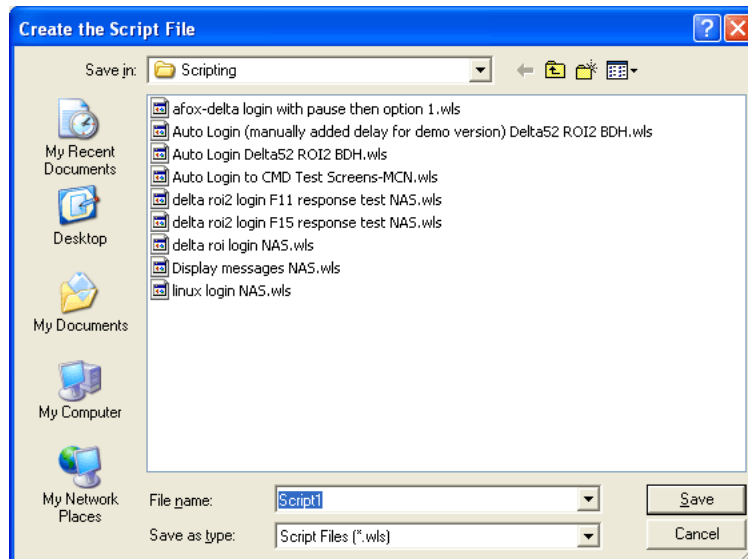 Create the Script File
Save in: Scripting
afox-delta login with pause then option 1.wls
Auto Login (manually added delay for demo version) Delta52 ROI2 BDH.wls
Auto Login Delta52 ROI2 BDH.wls
Auto Login to CMD Test Screens-MCN.wls
delta roi2 login F11 response test NAS.wls
delta roi2 login F15 response test NAS.wls
delta roi login NAS.wls
Display messages NAS.wls
linux login NAS.wls
My Recent
Documents
Desktop
My Documents
My Computer
My Network
Places
File name: Script1 Save
Save as type: Script Files (*.wls) Cancel